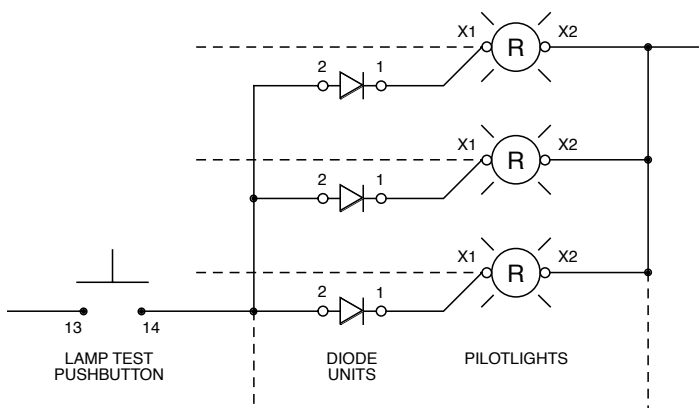 X1 R X2
2 1
X1 R X2
2 1
X1 R X2
2 1
13 14
LAMP TEST
PUSHBUTTON
DIODE
UNITS
PILOTLIGHTS